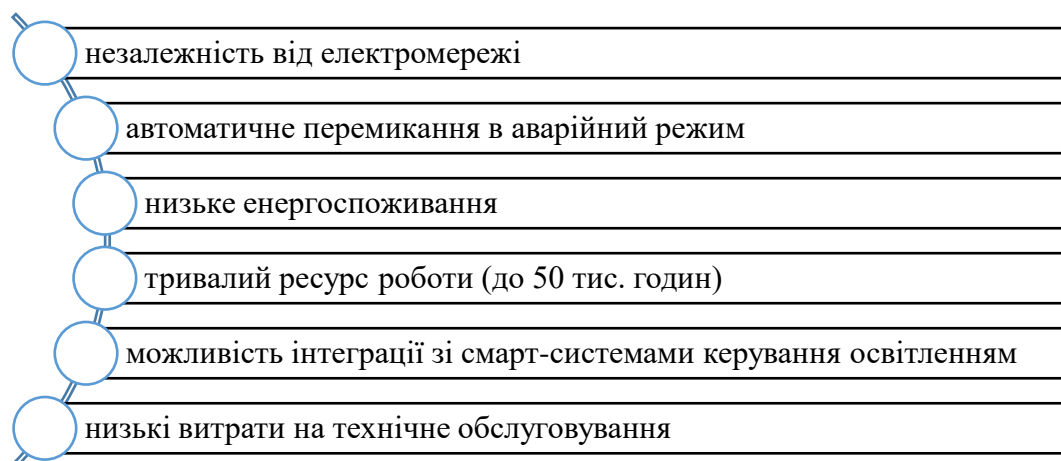 незалежність від електромережі
автоматичне перемикання в аварійний режим
низьке енергоспоживання
тривалий ресурс роботи (до 50 тис. годин)
можливість інтеграції зі смарт-системами керування освітленням
низькі витрати на технічне обслуговування